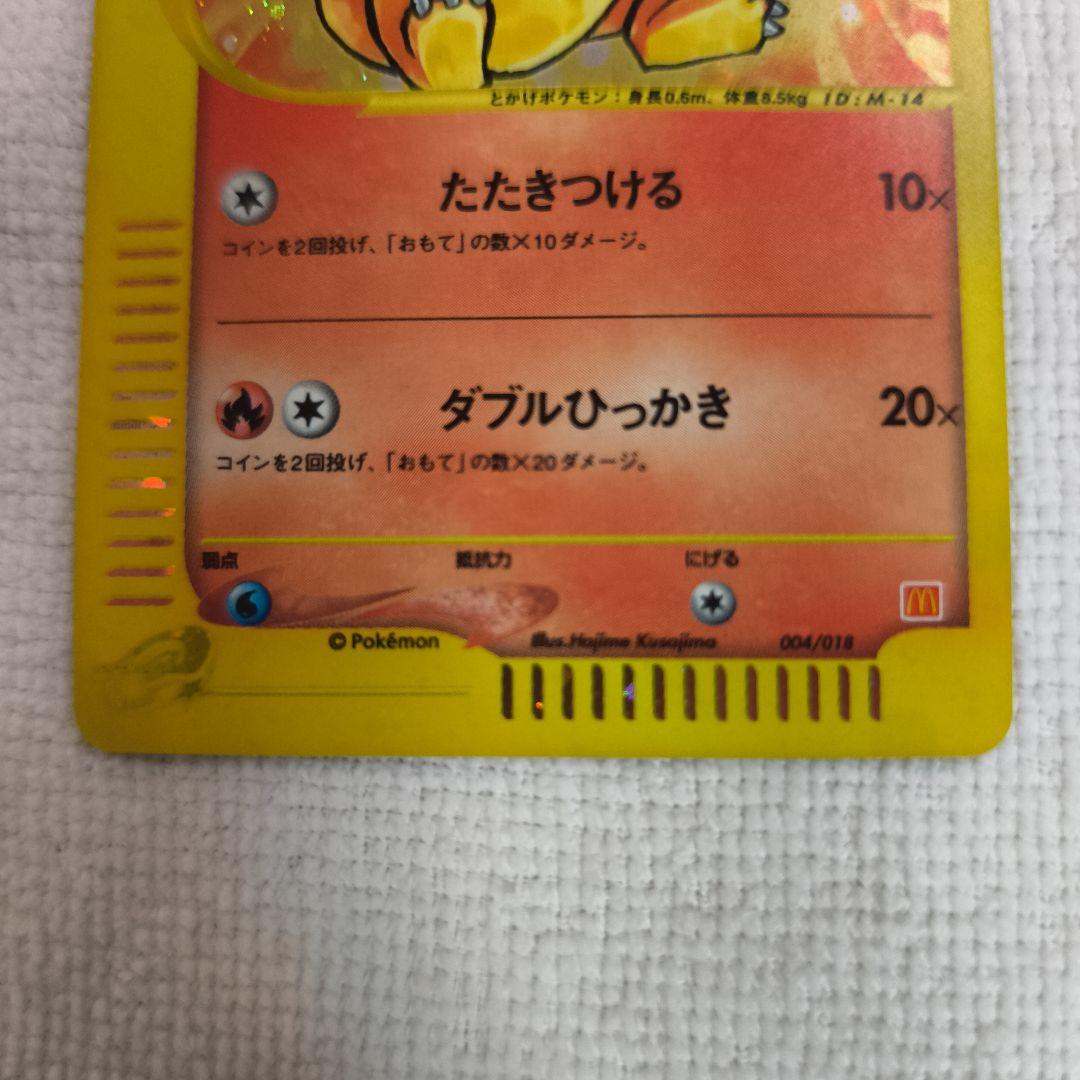 とかげポケモン：身長0.6m、体重8.5kg ID：M-14
たたきつける 10×
コインを2回投げ、「おもて」の数×10ダメージ。
ダブルひっかき 20×
コインを2回投げ、「おもて」の数×20ダメージ。
弱点 抵抗力 にげる
© Pokémon Illus.Hajime Kusajima 004/018